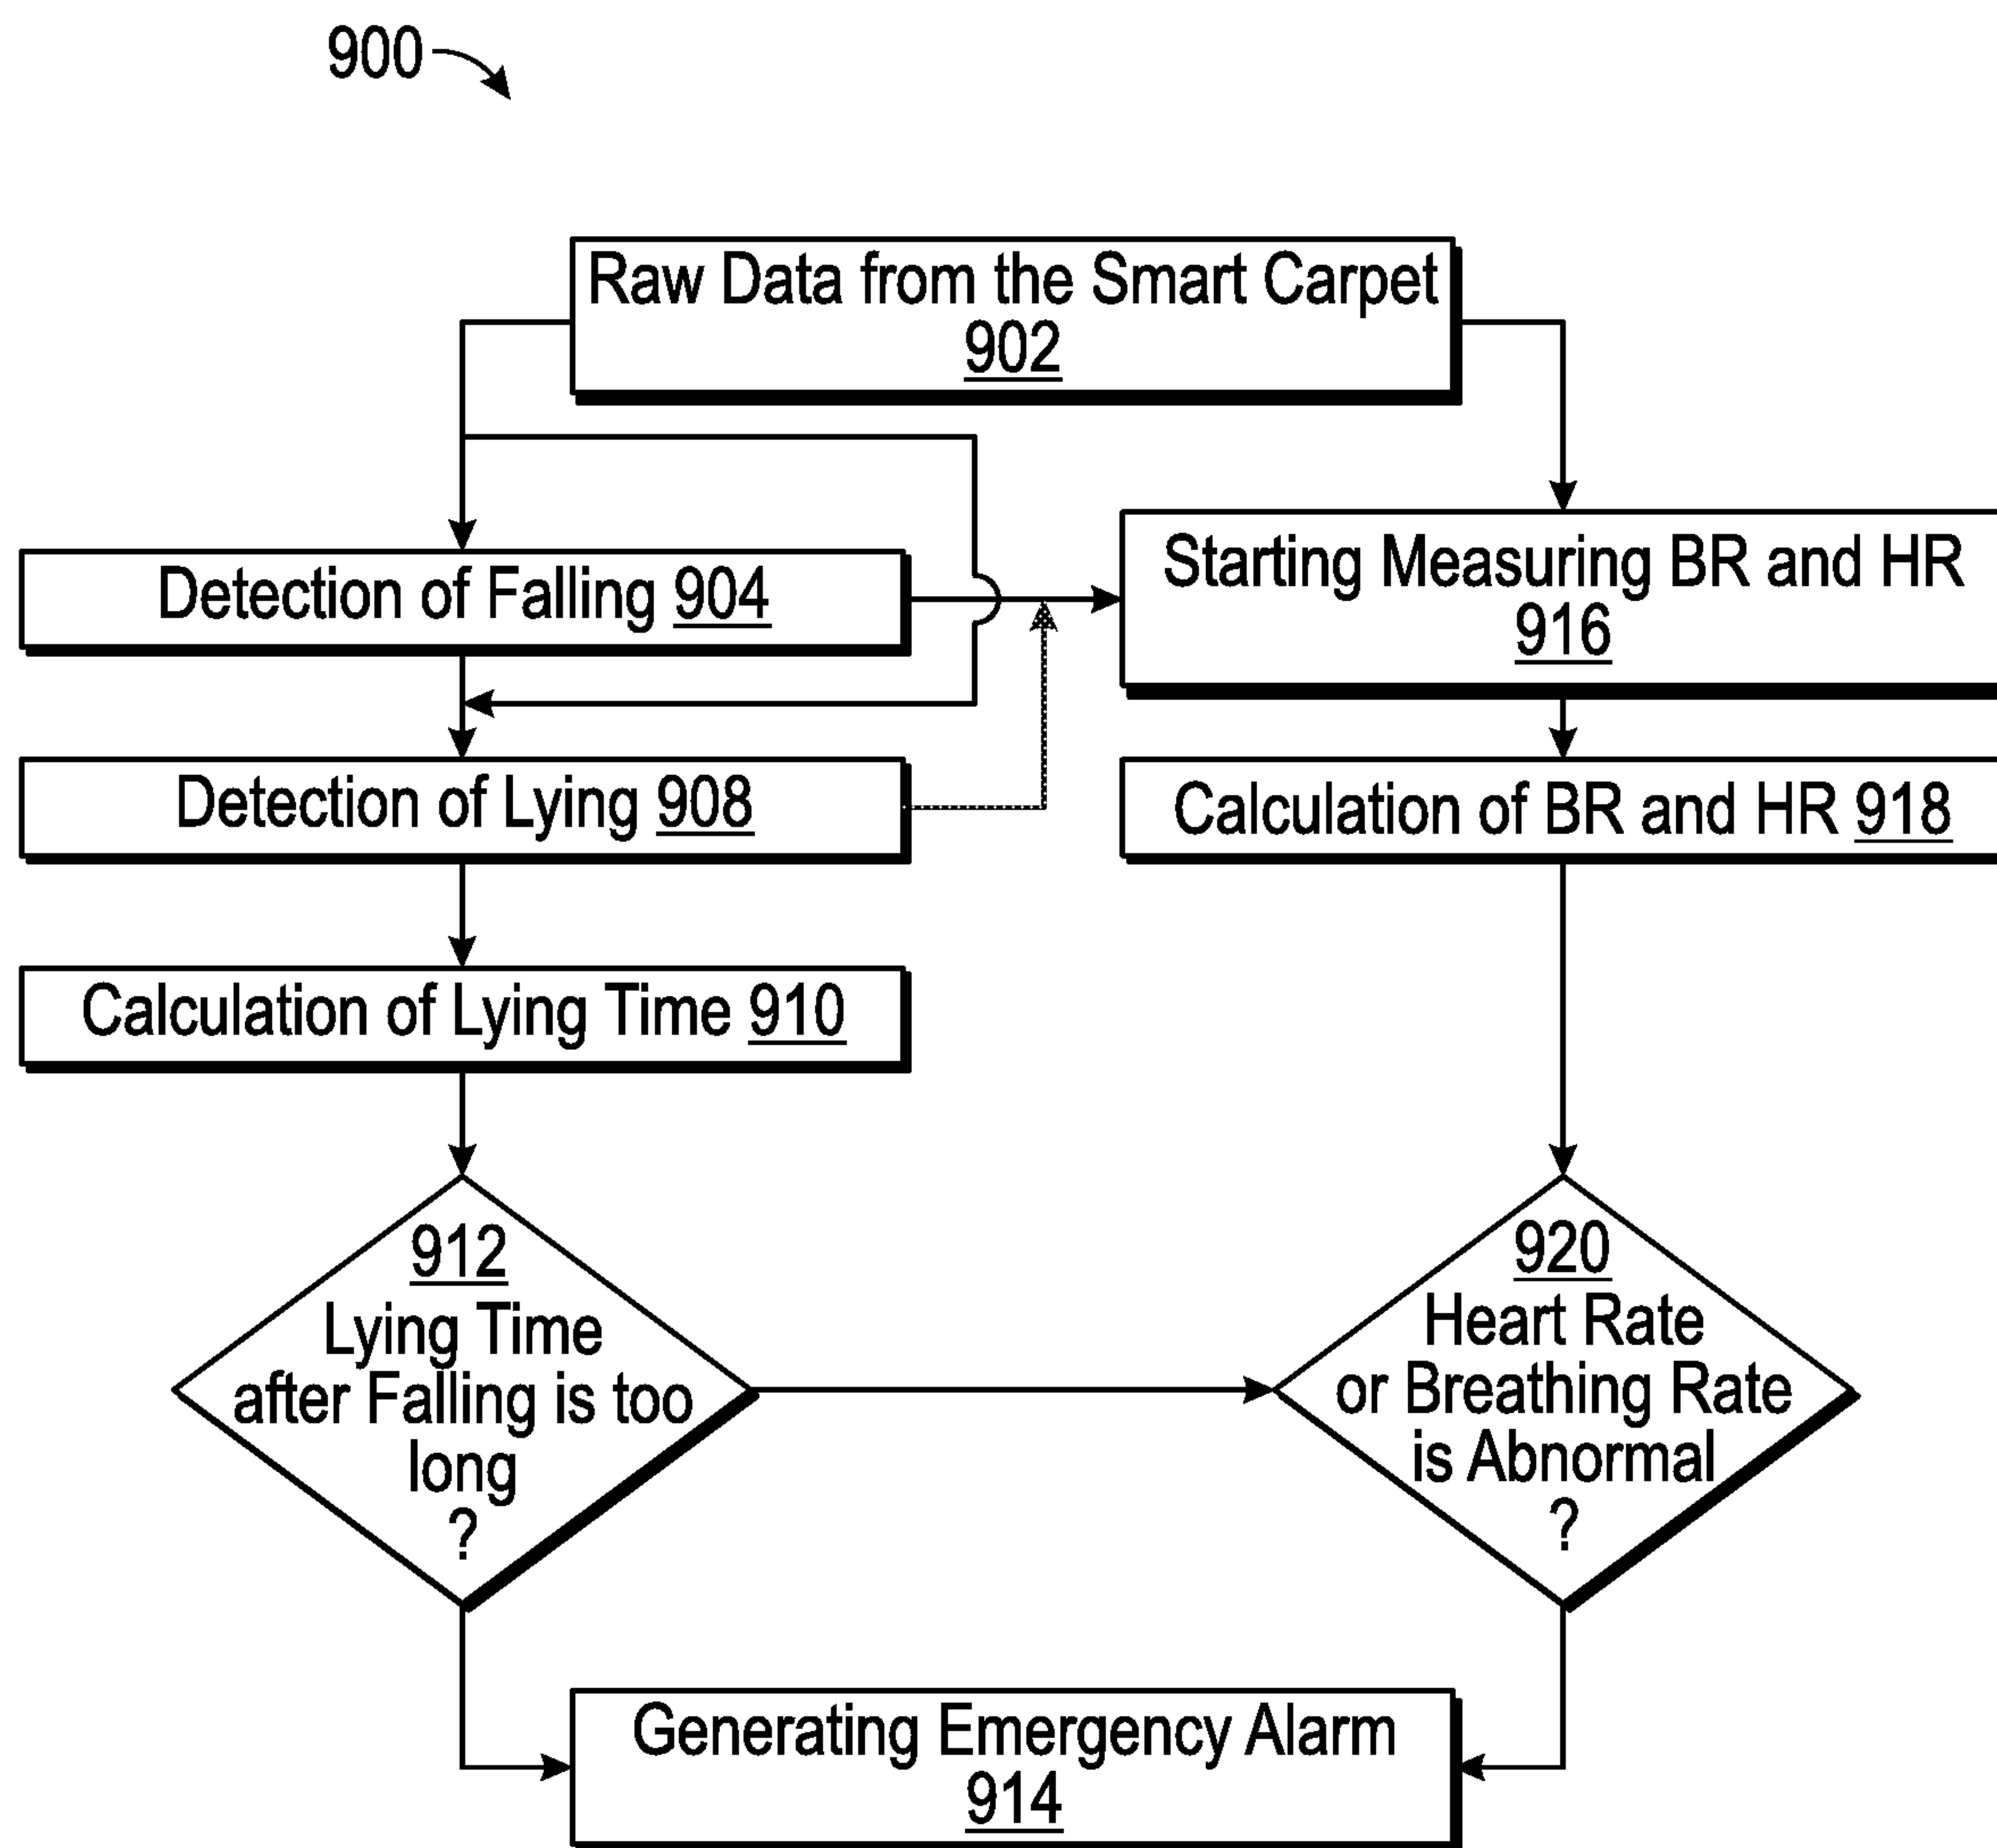 900
Raw Data from the Smart Carpet
902
Detection of Falling 904
Starting Measuring BR and HR
916
Detection of Lying 908
Calculation of BR and HR 918
Calculation of Lying Time 910
912
Lying Time
after Falling is too
long
?
920
Heart Rate
or Breathing Rate
is Abnormal
?
Generating Emergency Alarm
914